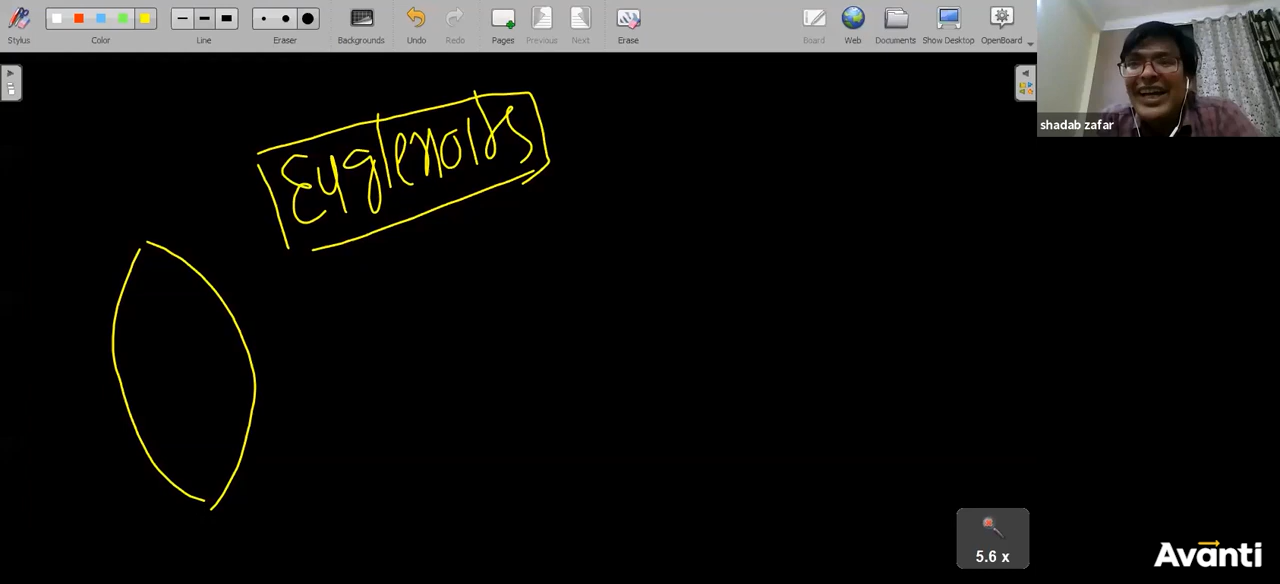 Stylus
Color
Line
Eraser
Backgrounds
Undo
Redo
Pages
Previous
Next
Erase
Board
Web
Documents
Show Desktop
OpenBoard
shadab zafar
Euglenoids
5.6 x
Avanti